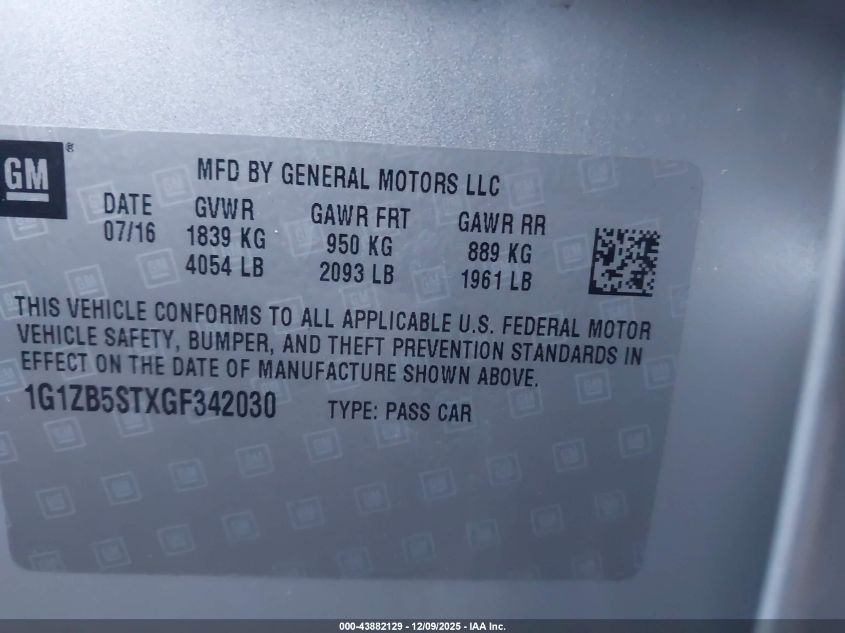 GM ®
MFD BY GENERAL MOTORS LLC
DATE GVWR GAWR FRT GAWR RR
07/16 1839 KG 950 KG 889 KG
4054 LB 2093 LB 1961 LB
THIS VEHICLE CONFORMS TO ALL APPLICABLE U.S. FEDERAL MOTOR
VEHICLE SAFETY, BUMPER, AND THEFT PREVENTION STANDARDS IN
EFFECT ON THE DATE OF MANUFACTURE SHOWN ABOVE.
1G1ZB5STXGF342030 TYPE: PASS CAR
000-43882129 - 12/09/2025 - IAA Inc.